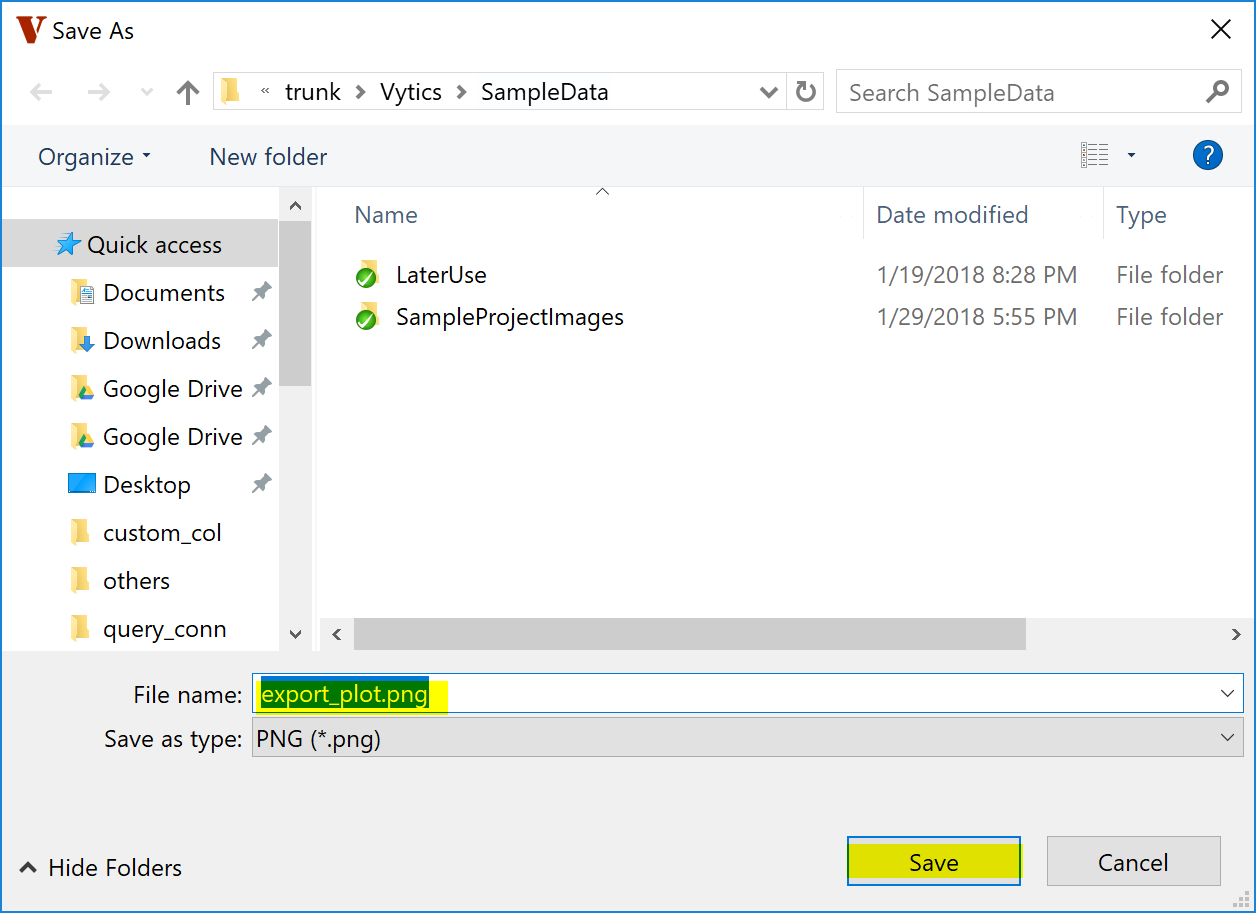 Save As
« trunk > Vytics > SampleData
Search SampleData
Organize
New folder
?
Name
Date modified
Type
Quick access
Documents
Downloads
Google Drive
Google Drive
Desktop
custom_col
others
query_conn
LaterUse 1/19/2018 8:28 PM File folder
SampleProjectImages 1/29/2018 5:55 PM File folder
File name: export_plot.png
Save as type: PNG (*.png)
Hide Folders
Save
Cancel